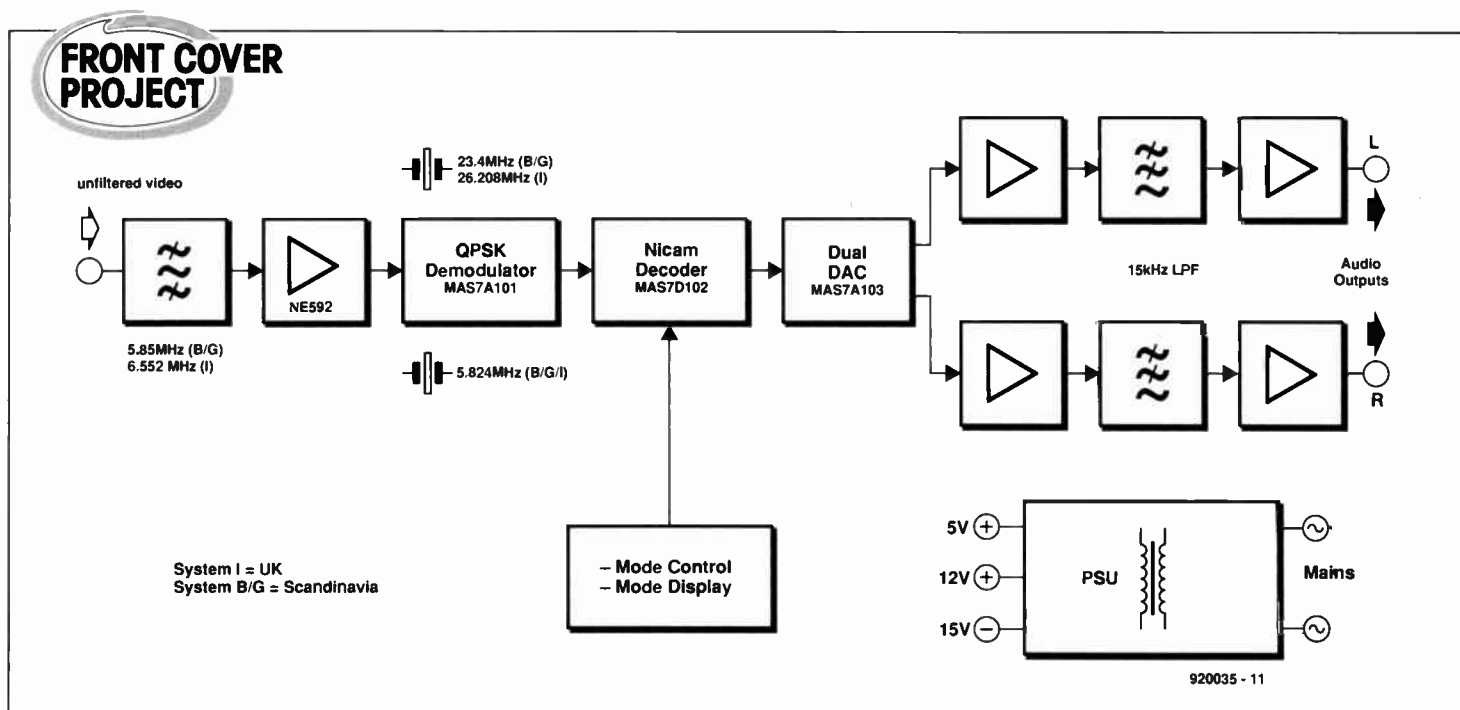 FRONT COVER
PROJECT
unfiltered video
23.4MHz (B/G)
26.208MHz (I)
NE592
QPSK
Demodulator
MAS7A101
Nicam
Decoder
MAS7D102
Dual
DAC
MAS7A103
5.85MHz (B/G)
6.552 MHz (I)
5.824MHz (B/G/I)
L
15kHz LPF
Audio
Outputs
R
System I = UK
System B/G = Scandinavia
– Mode Control
– Mode Display
5V
12V
15V
PSU
Mains
920035 - 11